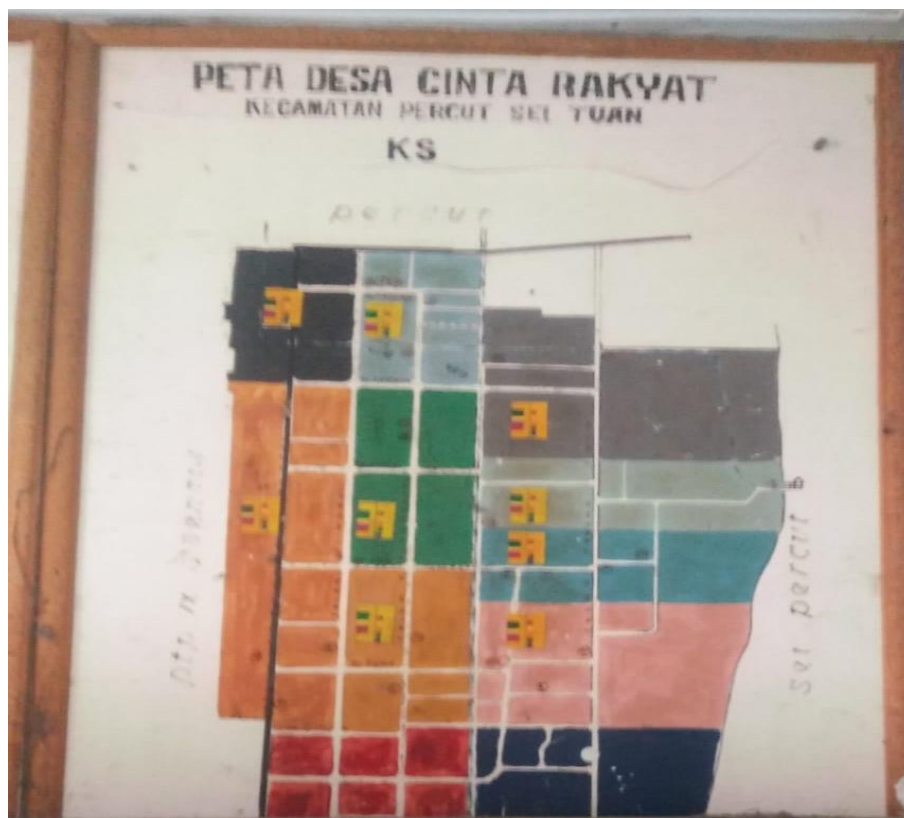 PETA DESA CINTA RAKYAT
KECAMATAN PERCUT SEI TUAN
KS
percut
sei percut